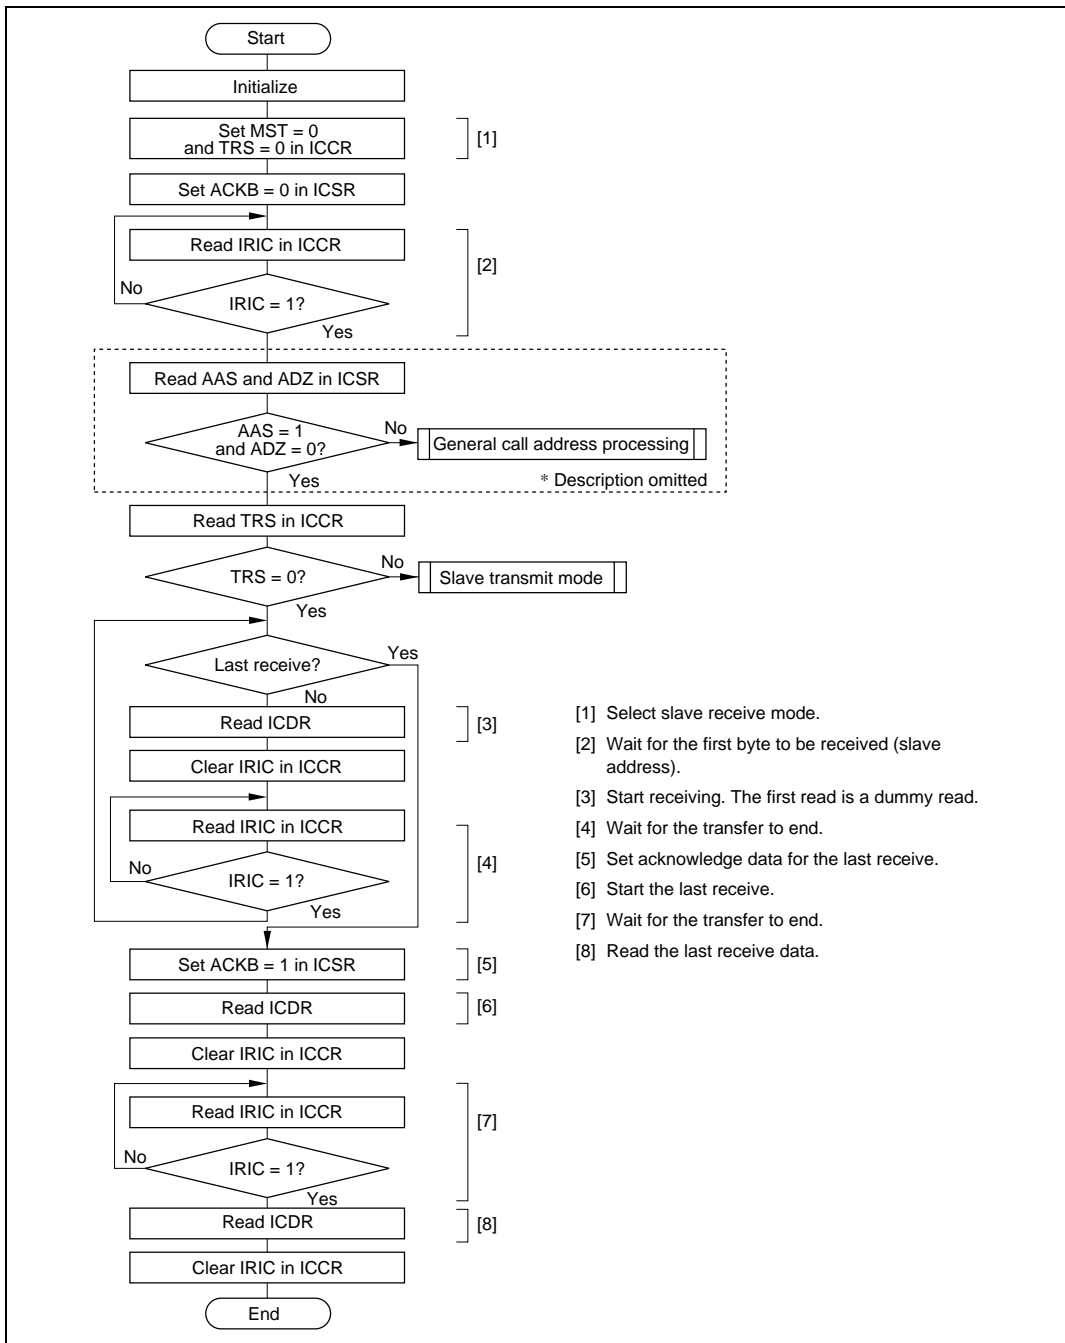 Start
Initialize
Set MST = 0
and TRS = 0 in ICCR
[1]
Set ACKB = 0 in ICSR
Read IRIC in ICCR
[2]
No
IRIC = 1?
Yes
Read AAS and ADZ in ICSR
AAS = 1
and ADZ = 0?
No
General call address processing
Yes
* Description omitted
Read TRS in ICCR
No
TRS = 0?
Slave transmit mode
Yes
Last receive?
Yes
No
Read ICDR
[3]
Clear IRIC in ICCR
Read IRIC in ICCR
[4]
No
IRIC = 1?
Yes
Set ACKB = 1 in ICSR
[5]
Read ICDR
[6]
Clear IRIC in ICCR
Read IRIC in ICCR
[7]
No
IRIC = 1?
Yes
Read ICDR
[8]
Clear IRIC in ICCR
End
[1] Select slave receive mode.
[2] Wait for the first byte to be received (slave
address).
[3] Start receiving. The first read is a dummy read.
[4] Wait for the transfer to end.
[5] Set acknowledge data for the last receive.
[6] Start the last receive.
[7] Wait for the transfer to end.
[8] Read the last receive data.